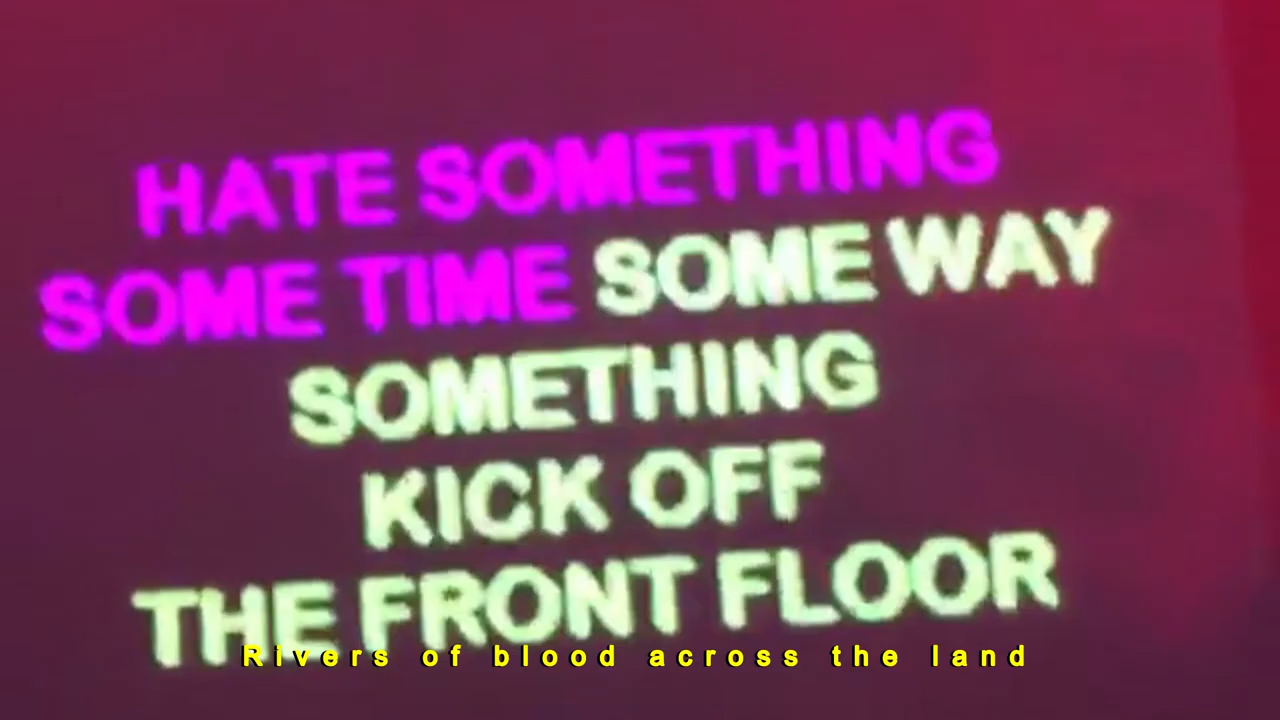 HATE SOMETHING
SOME TIME SOME WAY
SOMETHING
KICK OFF
THE FRONT FLOOR
Rivers of blood across the land